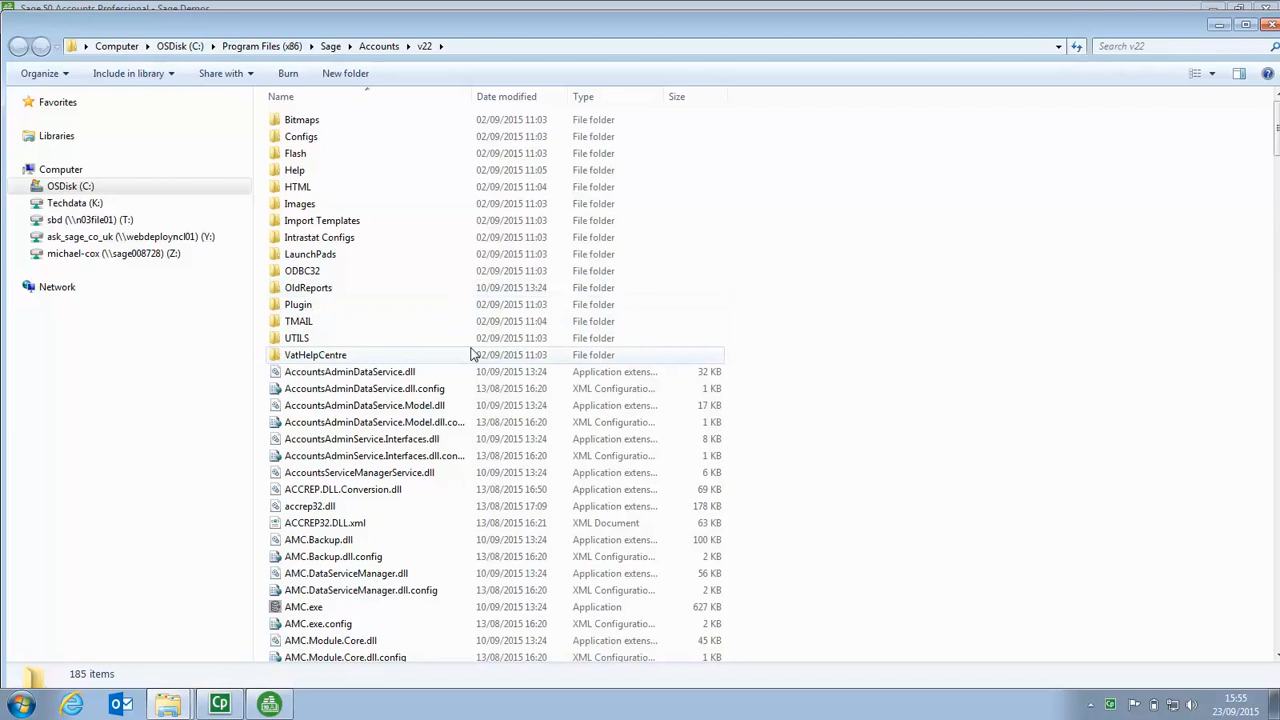 Sage 50 Accounts Professional - Sage Demos
Computer OSDisk (C:) Program Files (x86) Sage Accounts v22
Search v22
Organize Include in library Share with Burn New folder
Name Date modified Type Size
Favorites
Libraries
Computer
OSDisk (C:)
Techdata (K:)
sbd (\\n03file01) (T:)
ask_sage_co_uk (\\webdeployncl01) (Y:)
michael-cox (\\sage008728) (Z:)
Network
Bitmaps 02/09/2015 11:03 File folder
Configs 02/09/2015 11:03 File folder
Flash 02/09/2015 11:03 File folder
Help 02/09/2015 11:05 File folder
HTML 02/09/2015 11:04 File folder
Images 02/09/2015 11:03 File folder
Import Templates 02/09/2015 11:03 File folder
Intrastat Configs 02/09/2015 11:03 File folder
LaunchPads 02/09/2015 11:03 File folder
ODBC32 02/09/2015 11:03 File folder
OldReports 10/09/2015 13:24 File folder
Plugin 02/09/2015 11:03 File folder
TMAIL 02/09/2015 11:04 File folder
UTILS 02/09/2015 11:03 File folder
VatHelpCentre 02/09/2015 11:03 File folder
AccountsAdminDataService.dll 10/09/2015 13:24 Application extens... 32 KB
AccountsAdminDataService.dll.config 13/08/2015 16:20 XML Configuratio... 1 KB
AccountsAdminDataService.Model.dll 10/09/2015 13:24 Application extens... 17 KB
AccountsAdminDataService.Model.dll.co... 13/08/2015 16:20 XML Configuratio... 1 KB
AccountsAdminService.Interfaces.dll 10/09/2015 13:24 Application extens... 8 KB
AccountsAdminService.Interfaces.dll.con... 13/08/2015 16:20 XML Configuratio... 1 KB
AccountsServiceManagerService.dll 10/09/2015 13:24 Application extens... 6 KB
ACCREP.DLL.Conversion.dll 13/08/2015 16:50 Application extens... 69 KB
accrep32.dll 13/08/2015 17:09 Application extens... 178 KB
ACCREP32.DLL.xml 13/08/2015 16:21 XML Document 63 KB
AMC.Backup.dll 10/09/2015 13:24 Application extens... 100 KB
AMC.Backup.dll.config 13/08/2015 16:20 XML Configuratio... 2 KB
AMC.DataServiceManager.dll 10/09/2015 13:24 Application extens... 56 KB
AMC.DataServiceManager.dll.config 13/08/2015 16:20 XML Configuratio... 2 KB
AMC.exe 10/09/2015 13:24 Application 627 KB
AMC.exe.config 13/08/2015 16:20 XML Configuratio... 2 KB
AMC.Module.Core.dll 10/09/2015 13:24 Application extens... 45 KB
AMC.Module.Core.dll.config 13/08/2015 16:20 XML Configuratio... 1 KB
185 items
Cp
15:55
23/09/2015